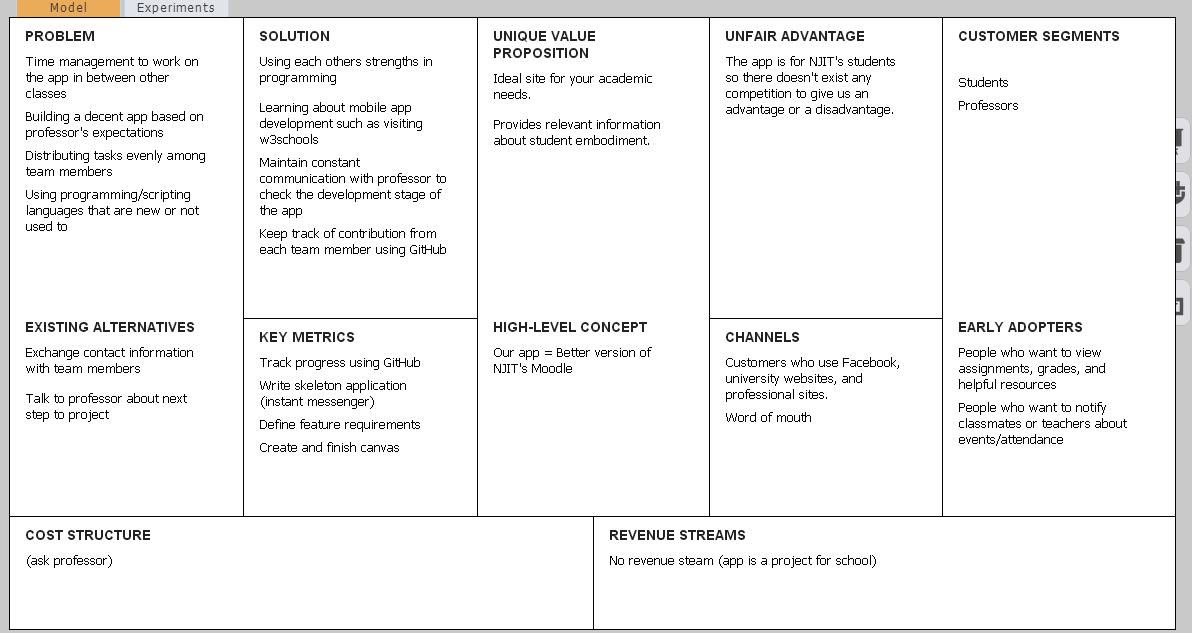 Model
Experiments
PROBLEM
Time management to work on
the app in between other
classes
Building a decent app based on
professor's expectations
Distributing tasks evenly among
team members
Using programming/scripting
languages that are new or not
used to
EXISTING ALTERNATIVES
Exchange contact information
with team members
Talk to professor about next
step to project
SOLUTION
Using each others strengths in
programming
Learning about mobile app
development such as visiting
w3schools
Maintain constant
communication with professor to
check the development stage of
the app
Keep track of contribution from
each team member using GitHub
KEY METRICS
Track progress using GitHub
Write skeleton application
(instant messenger)
Define feature requirements
Create and finish canvas
UNIQUE VALUE
PROPOSITION
Ideal site for your academic
needs.
Provides relevant information
about student embodiment.
HIGH-LEVEL CONCEPT
Our app = Better version of
NJIT's Moodle
UNFAIR ADVANTAGE
The app is for NJIT's students
so there doesn't exist any
competition to give us an
advantage or a disadvantage.
CHANNELS
Customers who use Facebook,
university websites, and
professional sites.
Word of mouth
CUSTOMER SEGMENTS
Students
Professors
EARLY ADOPTERS
People who want to view
assignments, grades, and
helpful resources
People who want to notify
classmates or teachers about
events/attendance
COST STRUCTURE
(ask professor)
REVENUE STREAMS
No revenue steam (app is a project for school)